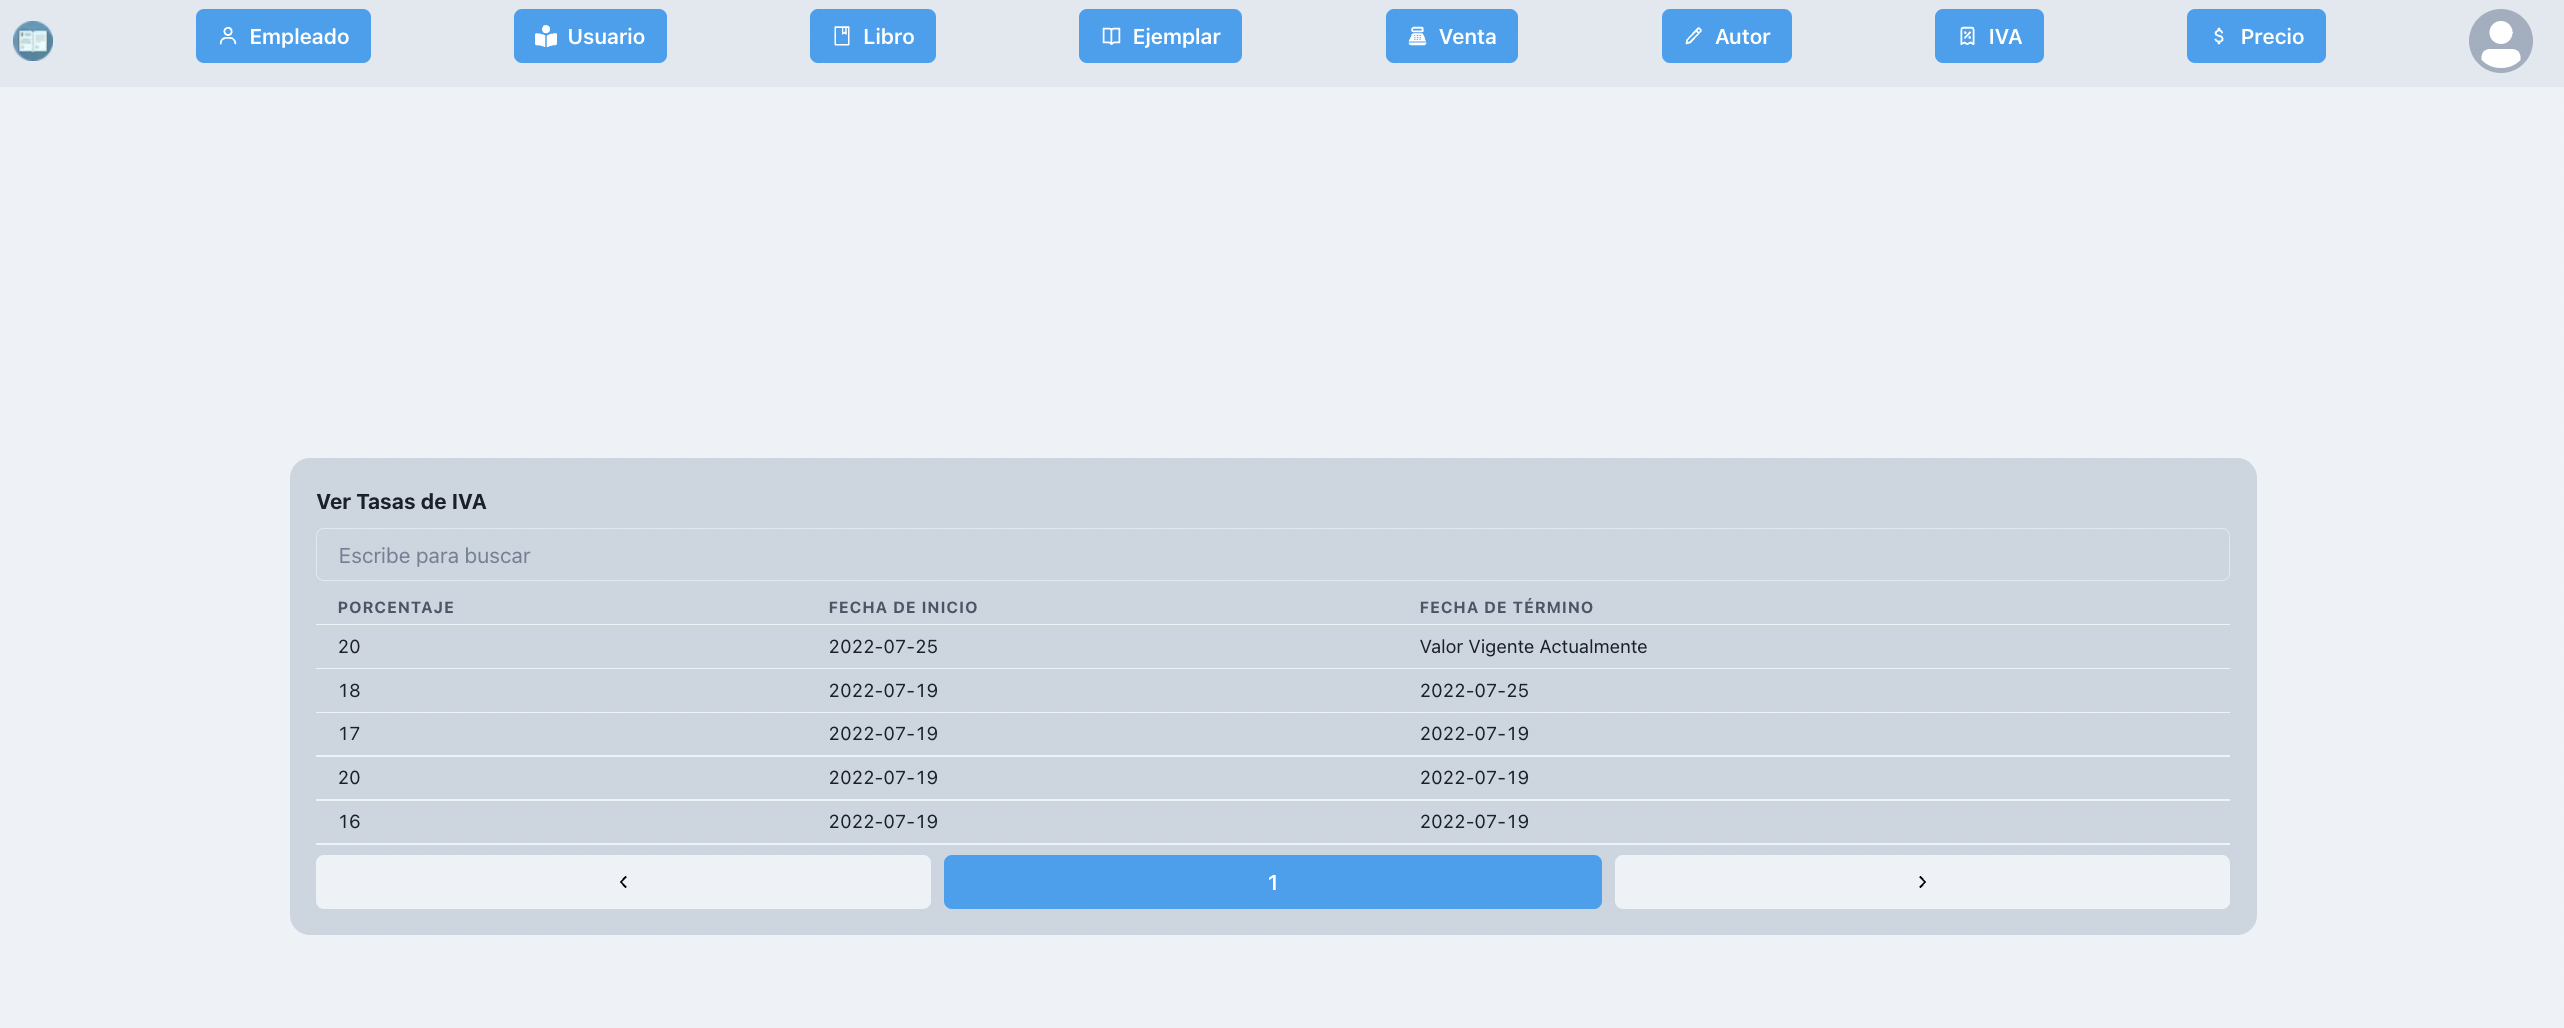 Empleado Usuario Libro Ejemplar Venta Autor IVA Precio
Ver Tasas de IVA
Escribe para buscar
PORCENTAJE FECHA DE INICIO FECHA DE TÉRMINO
20 2022-07-25 Valor Vigente Actualmente
18 2022-07-19 2022-07-25
17 2022-07-19 2022-07-19
20 2022-07-19 2022-07-19
16 2022-07-19 2022-07-19
1